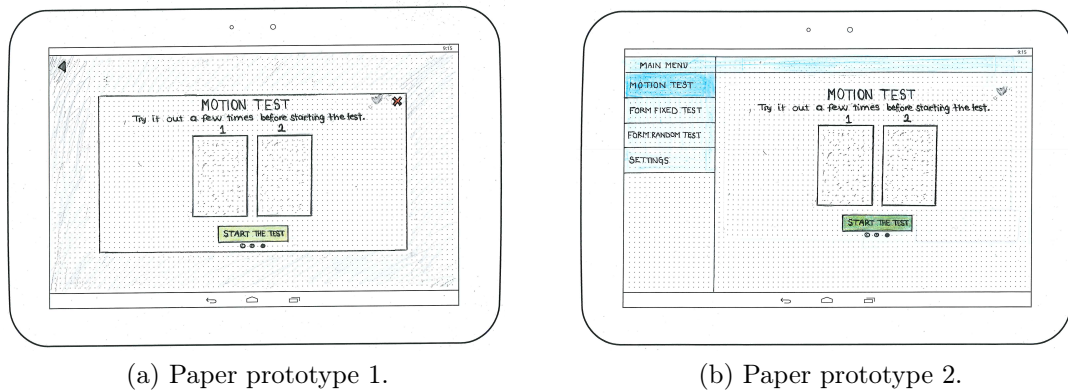 9:15
MOTION TEST
Try it out a few times before starting the test.
1 2
START THE TEST
(a) Paper prototype 1.
9:15
MAIN MENU
MOTION TEST
FORM FIXED TEST
FORM RANDOM TEST
SETTINGS
MOTION TEST
Try it out a few times before starting the test.
1 2
START THE TEST
(b) Paper prototype 2.